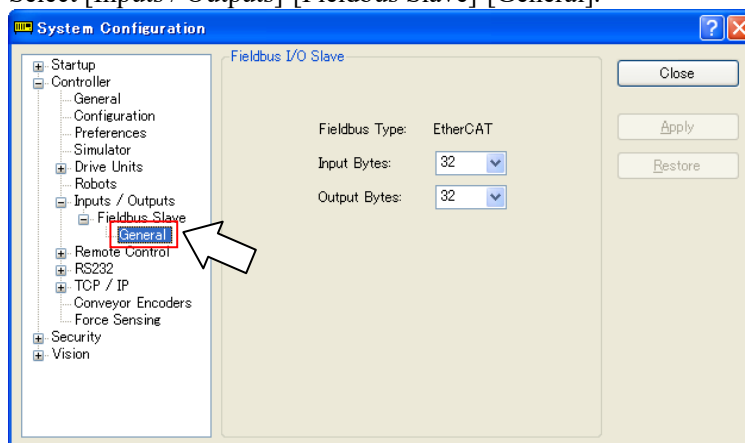 Select [Inputs / Outputs]-[Fieldbus Slave]-[General].
System Configuration
Startup
Controller
General
Configuration
Preferences
Simulator
Drive Units
Robots
Inputs / Outputs
Fieldbus Slave
General
Remote Control
RS232
TCP / IP
Conveyor Encoders
Force Sensing
Security
Vision
Fieldbus I/O Slave
Fieldbus Type: EtherCAT
Input Bytes: 32
Output Bytes: 32
Close
Apply
Restore